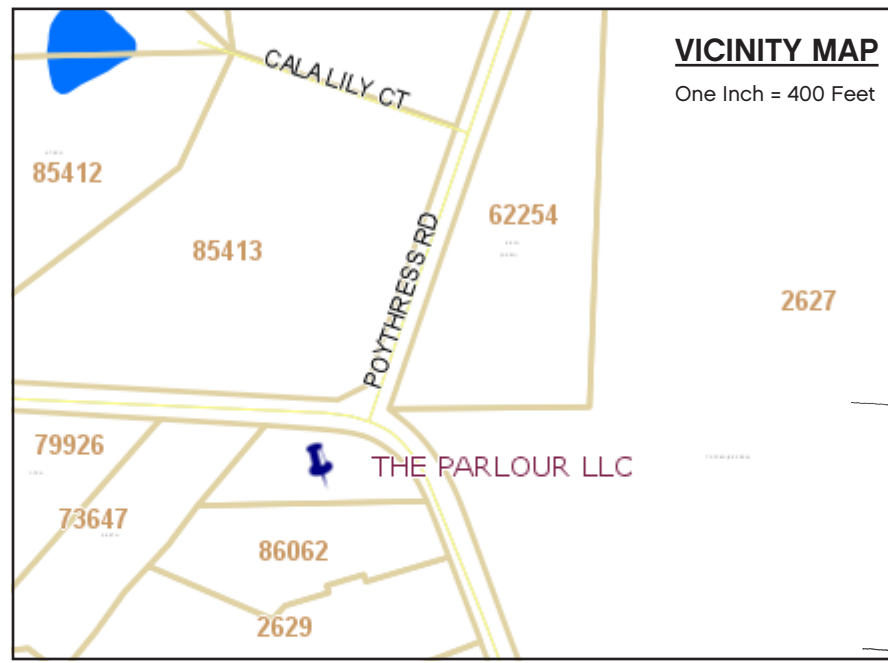 VICINITY MAP
One Inch = 400 Feet
CALA LILY CT
85412
62254
85413
POYTHRESS RD
2627
79926
THE PARLOUR LLC
73647
86062
2629